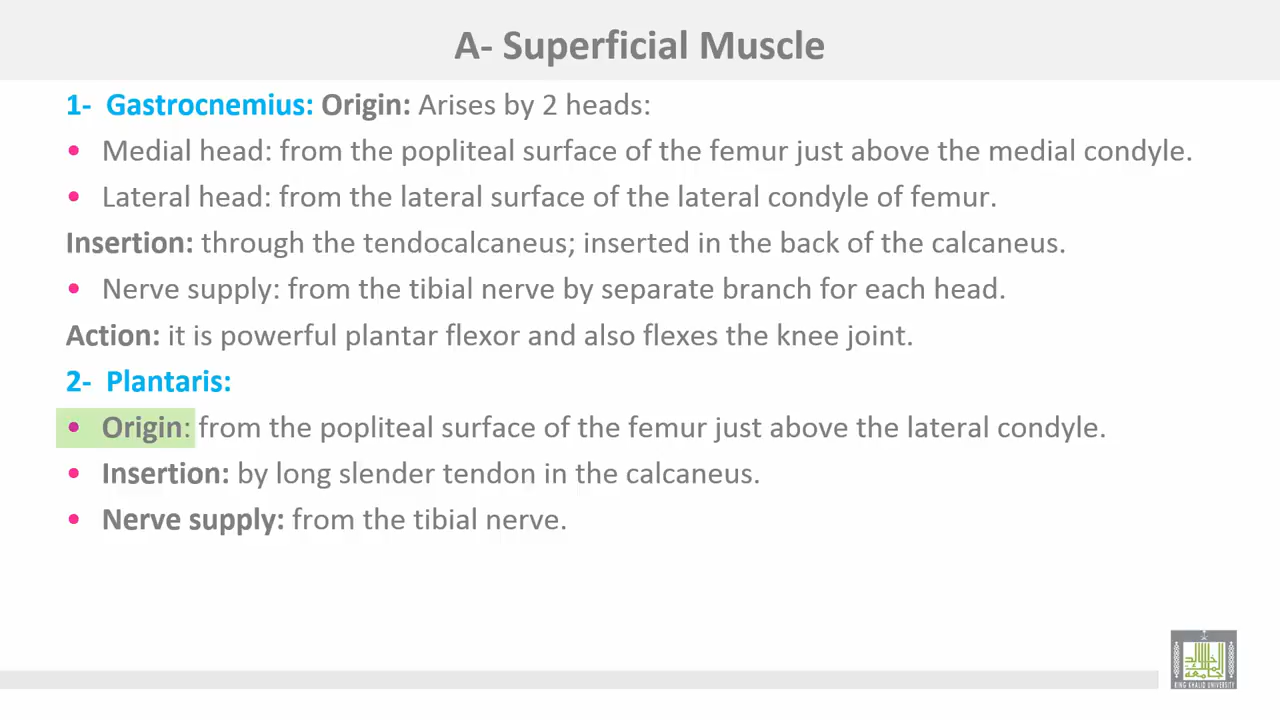 A- Superficial Muscle
1- Gastrocnemius: Origin: Arises by 2 heads:
• Medial head: from the popliteal surface of the femur just above the medial condyle.
• Lateral head: from the lateral surface of the lateral condyle of femur.
Insertion: through the tendocalcaneus; inserted in the back of the calcaneus.
• Nerve supply: from the tibial nerve by separate branch for each head.
Action: it is powerful plantar flexor and also flexes the knee joint.
2- Plantaris:
• Origin: from the popliteal surface of the femur just above the lateral condyle.
• Insertion: by long slender tendon in the calcaneus.
• Nerve supply: from the tibial nerve.
KING KHALID UNIVERSITY